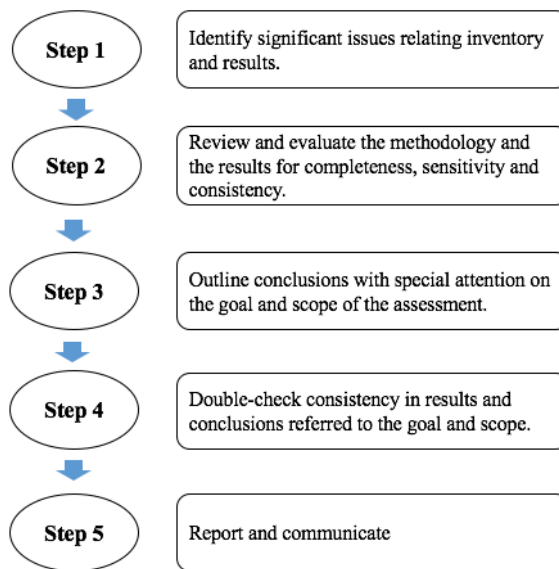 Step 1
Identify significant issues relating inventory
and results.
Step 2
Review and evaluate the methodology and
the results for completeness, sensitivity and
consistency.
Step 3
Outline conclusions with special attention on
the goal and scope of the assessment.
Step 4
Double-check consistency in results and
conclusions referred to the goal and scope.
Step 5
Report and communicate